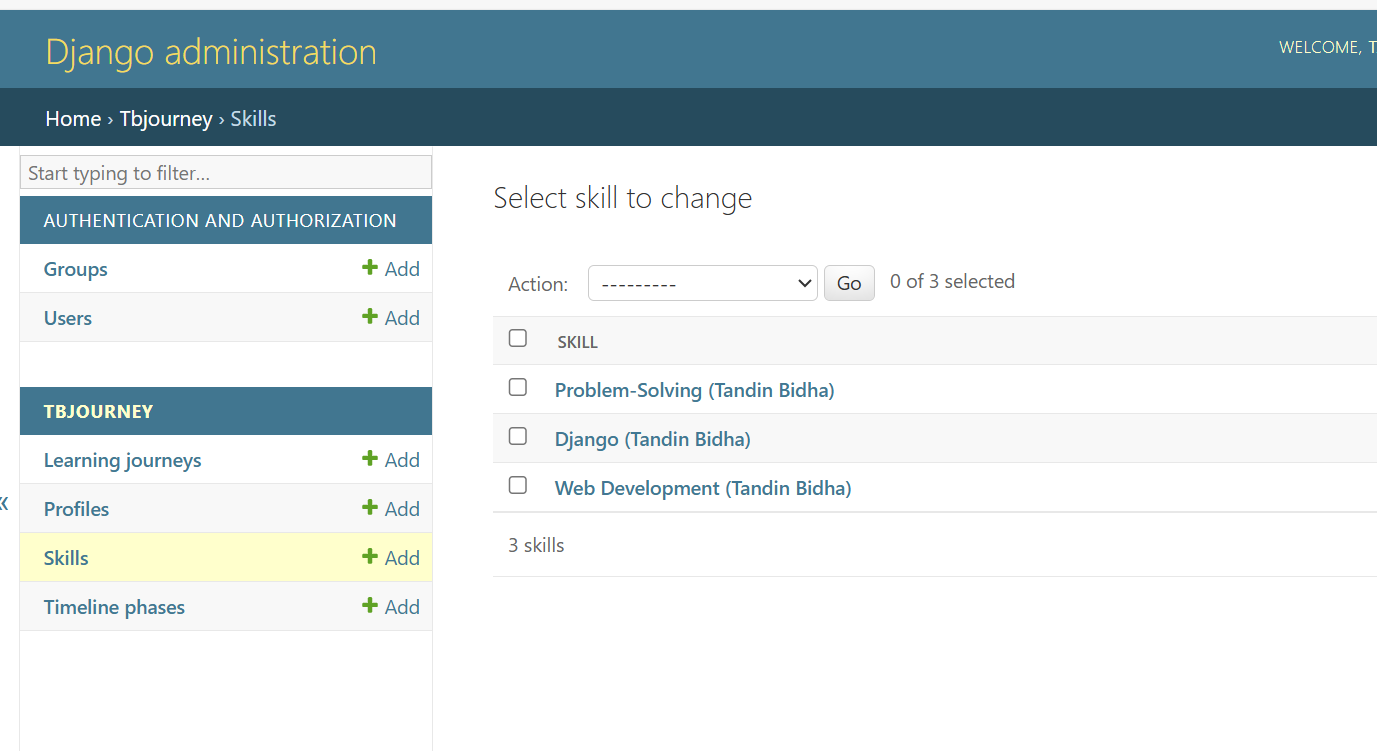 Django administration
WELCOME, T
Home › Tbjourney › Skills
Start typing to filter...
AUTHENTICATION AND AUTHORIZATION
Groups + Add
Users + Add
TBJOURNEY
Learning journeys + Add
Profiles + Add
Skills + Add
Timeline phases + Add
«
Select skill to change
Action: --------- Go 0 of 3 selected
SKILL
Problem-Solving (Tandin Bidha)
Django (Tandin Bidha)
Web Development (Tandin Bidha)
3 skills